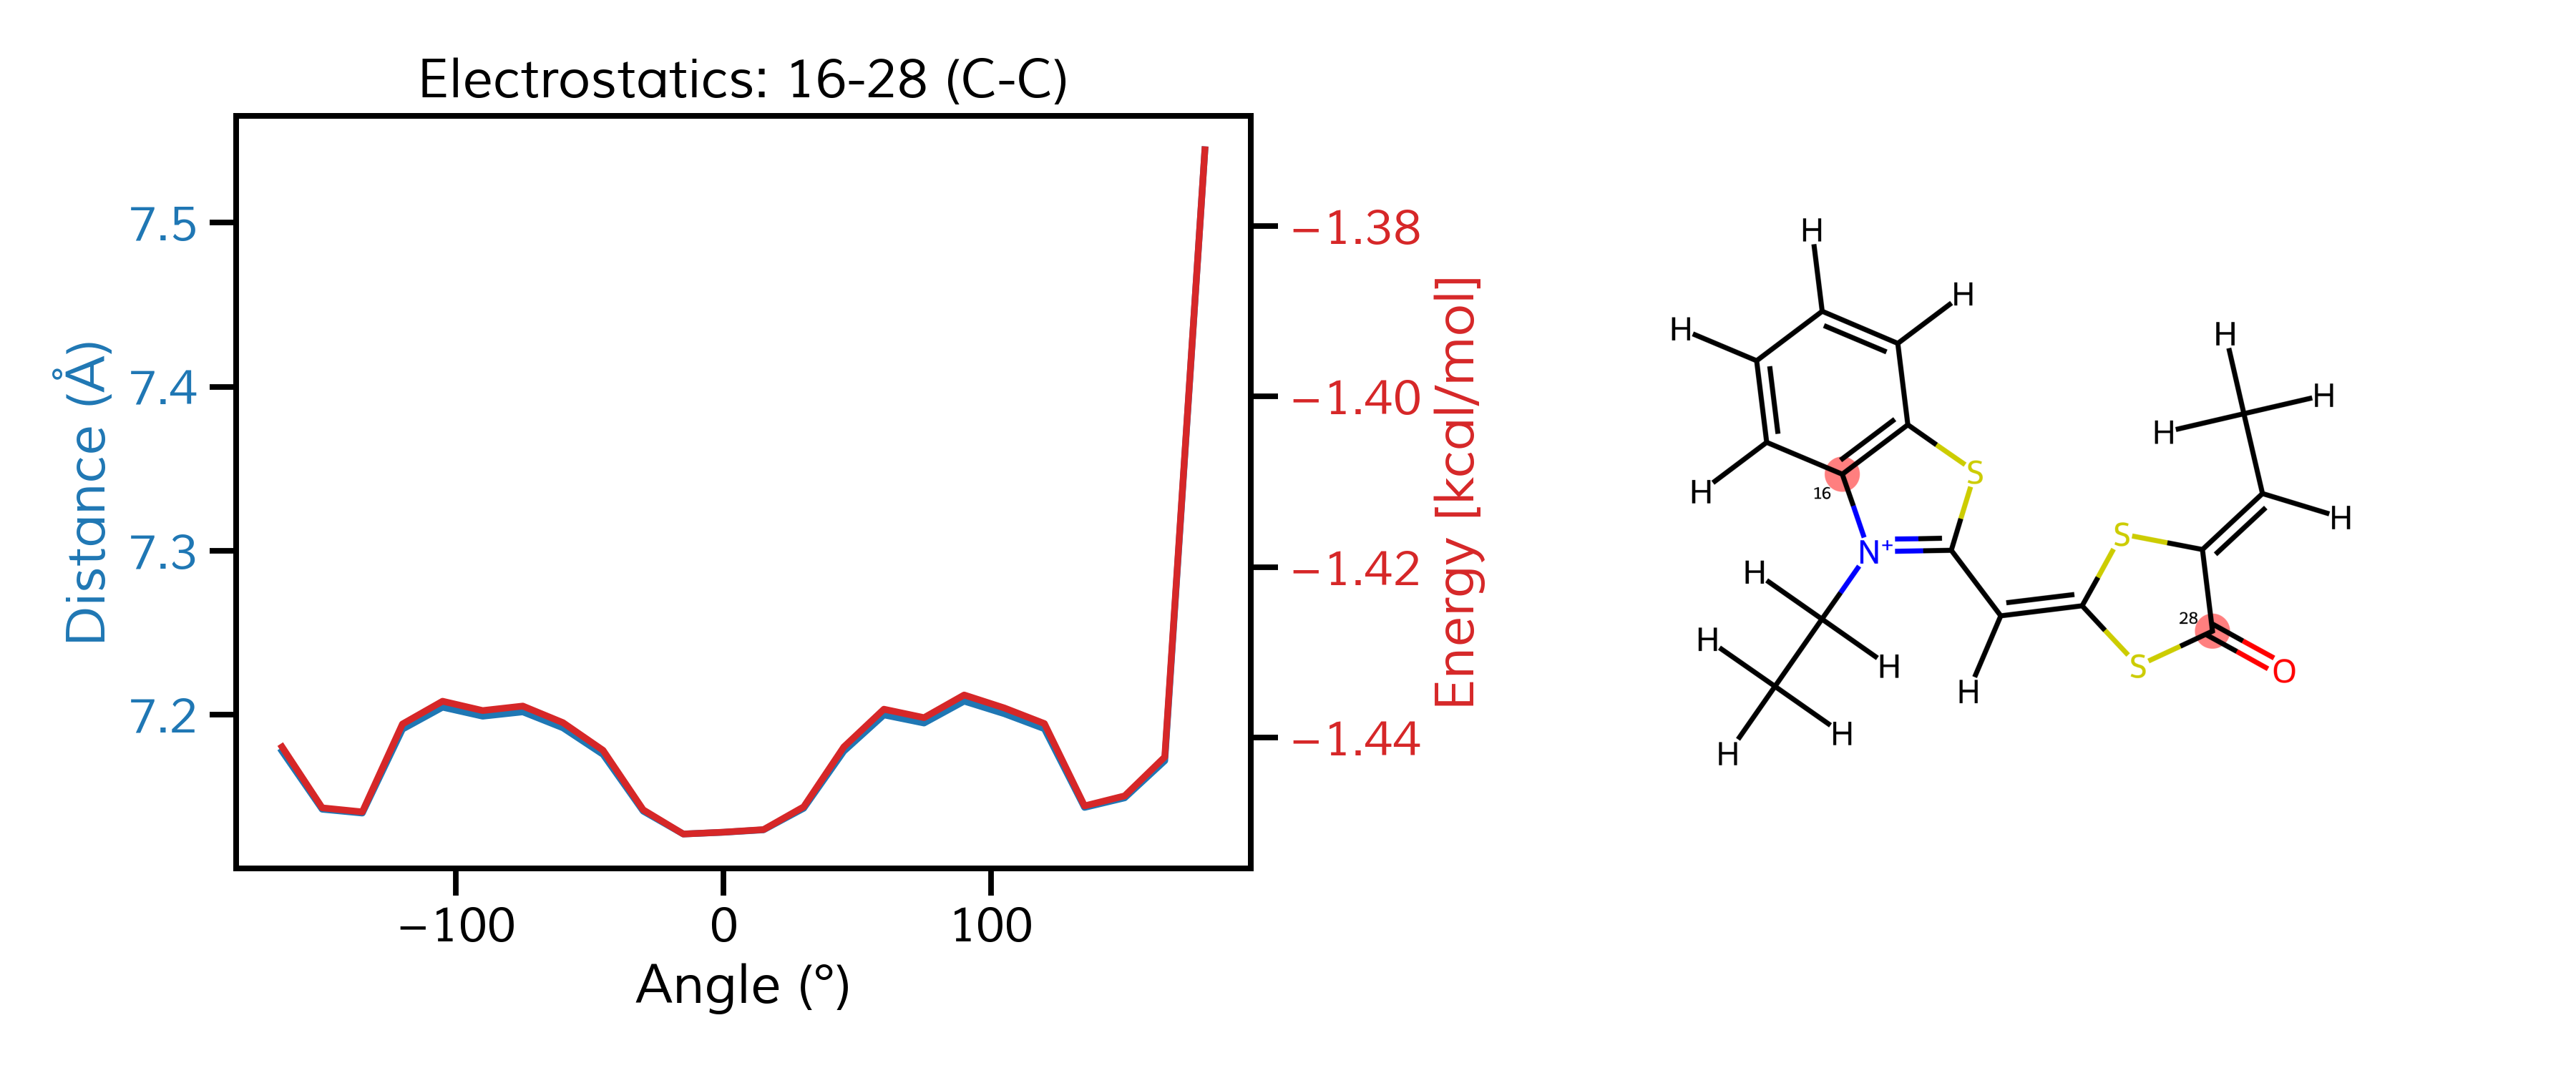 Electrostatics: 16-28 (C-C)
Distance (Å)
7.5
7.4
7.3
7.2
−1.38
−1.40
−1.42
−1.44
Energy [kcal/mol]
−100
0
100
Angle (°)
H
H
H
H
H
H
H
S
H
16
S
H
N⁺
H
28
H
H
S
O
H
H
H
H